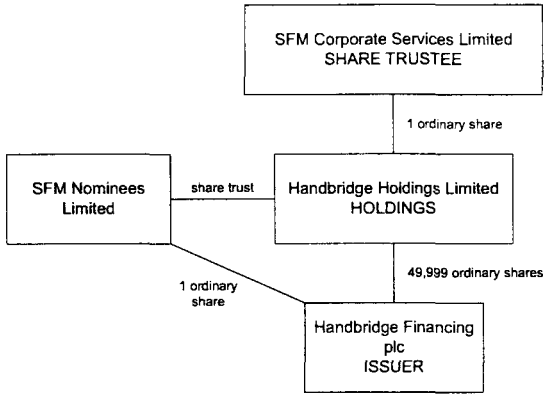 SFM Corporate Services Limited
SHARE TRUSTEE
1 ordinary share
SFM Nominees
Limited
share trust
Handbridge Holdings Limited
HOLDINGS
1 ordinary
share
49,999 ordinary shares
Handbridge Financing
plc
ISSUER